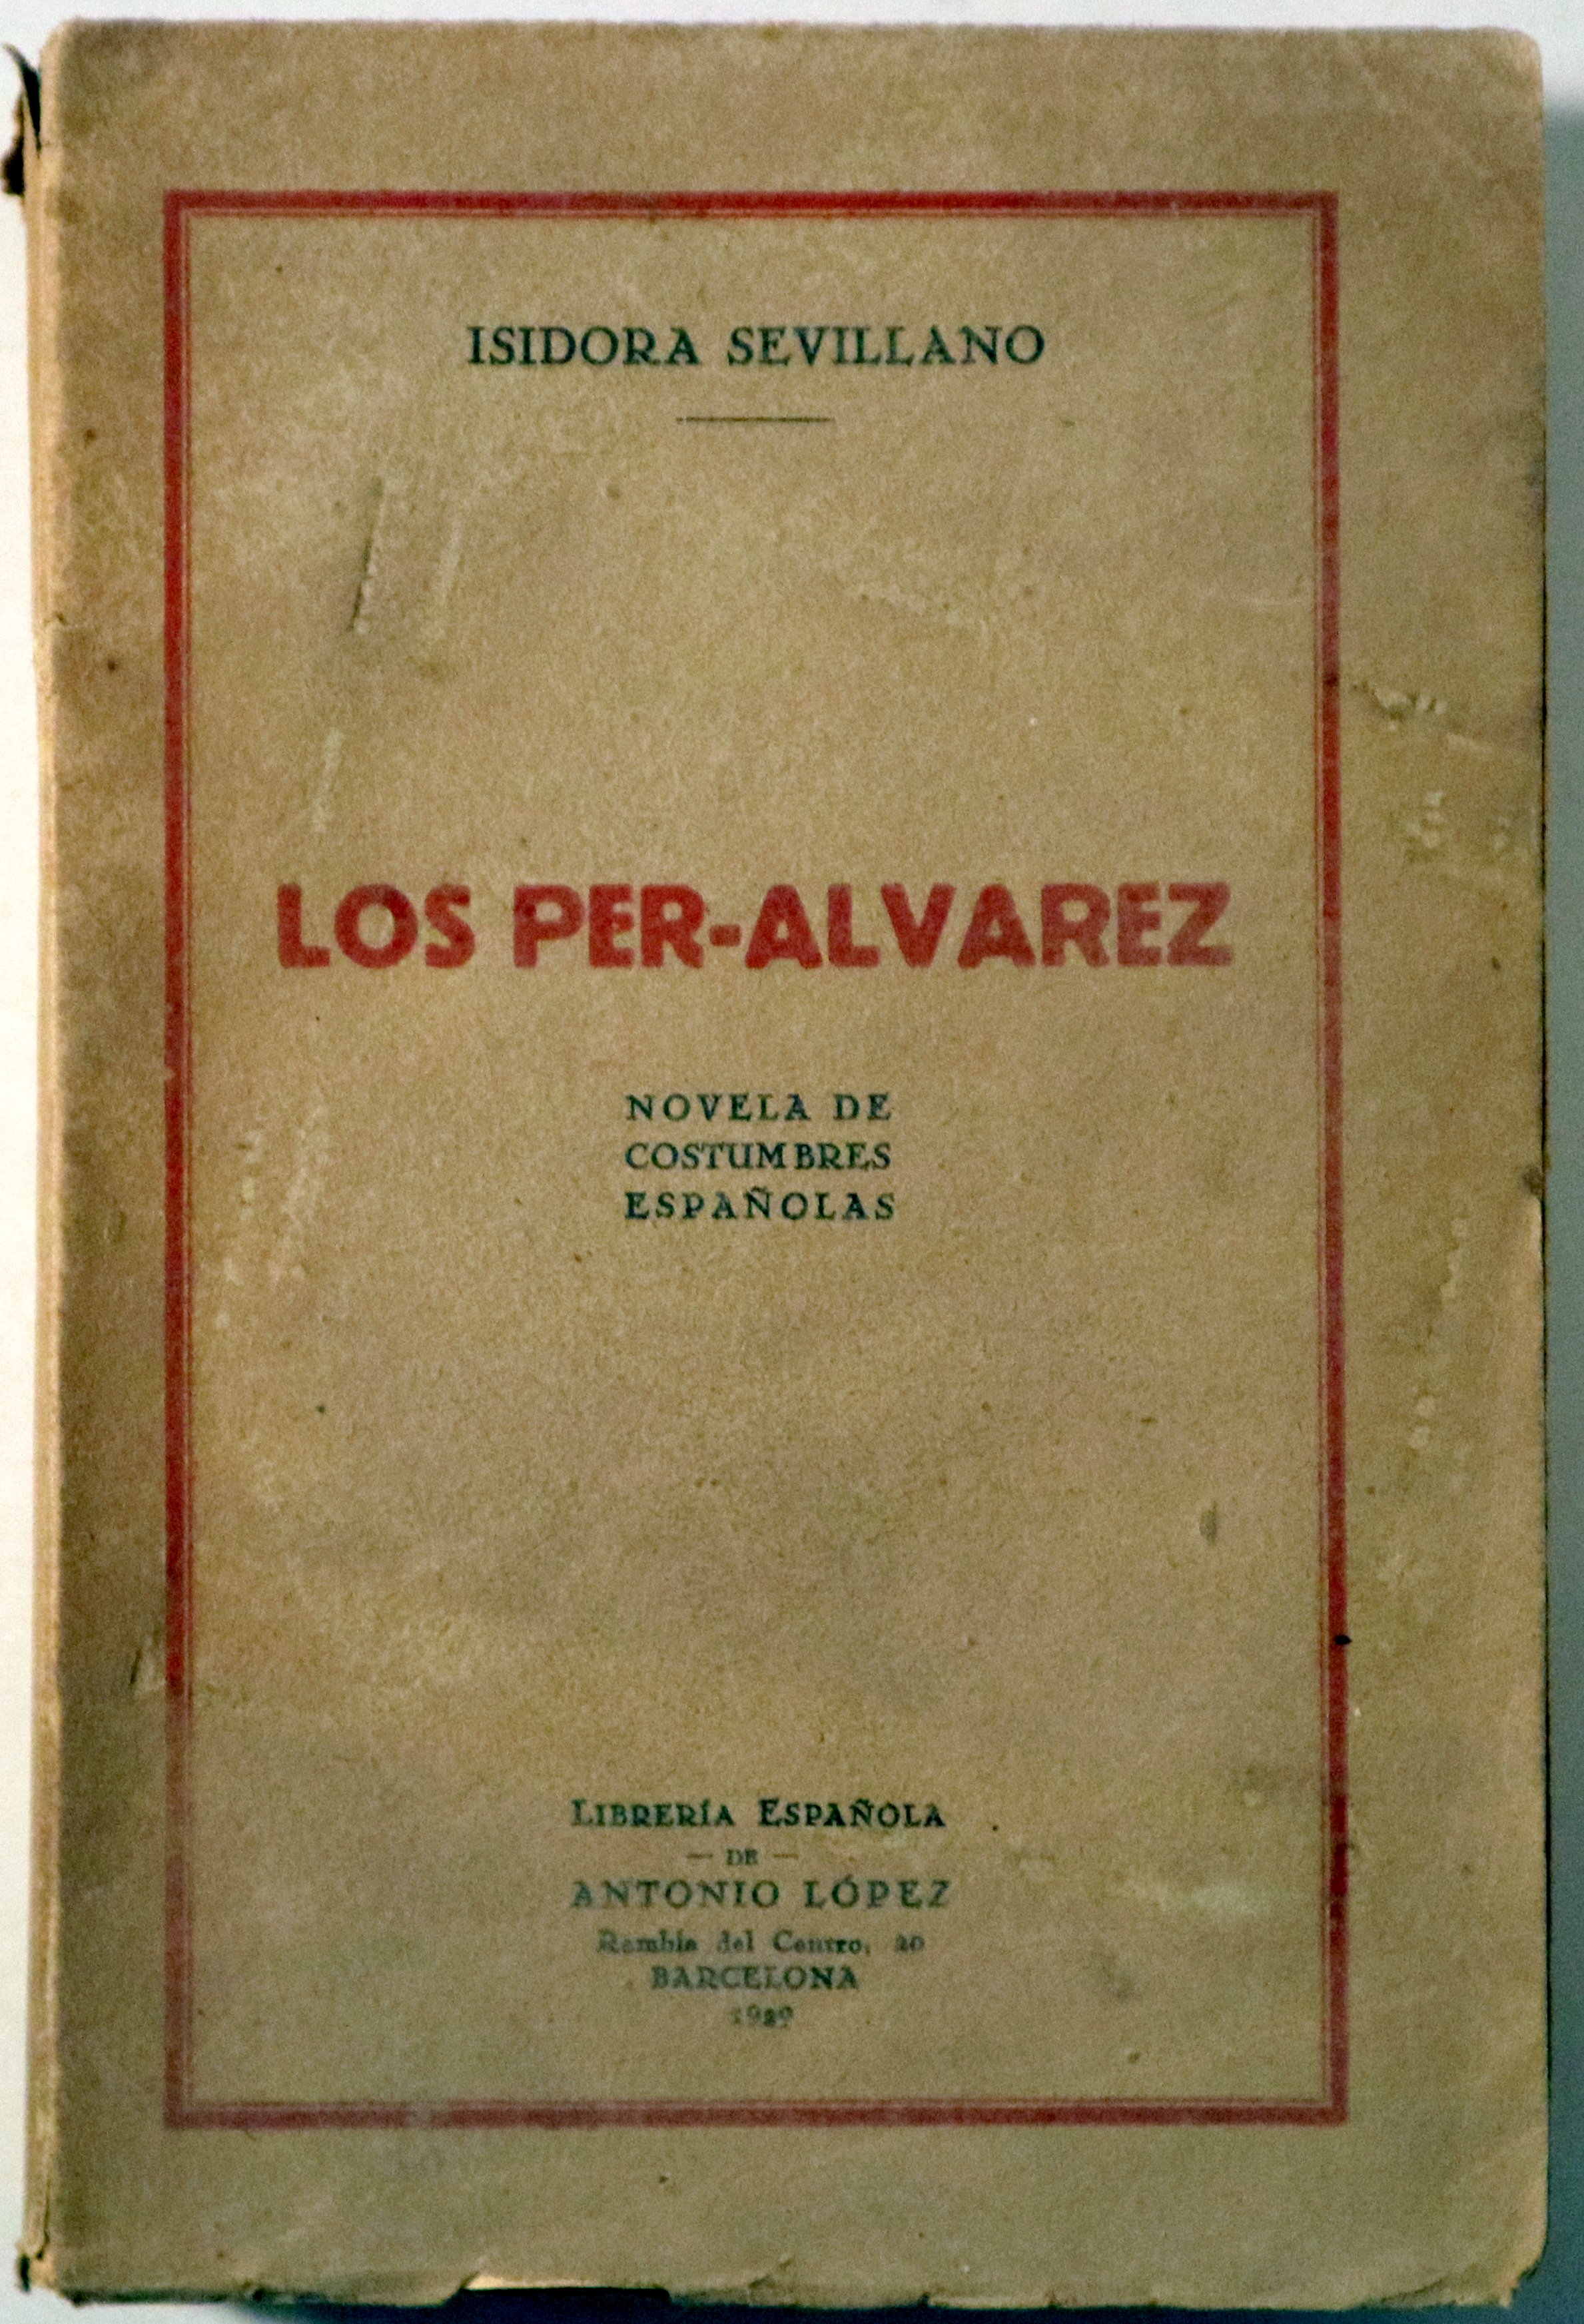 ISIDORA SEVILLANO
LOS PER-ALVAREZ
NOVELA DE
COSTUMBRES
ESPAÑOLAS
LIBRERÍA ESPAÑOLA
— DE —
ANTONIO LÓPEZ
Rambla del Centro, 20
BARCELONA
1929